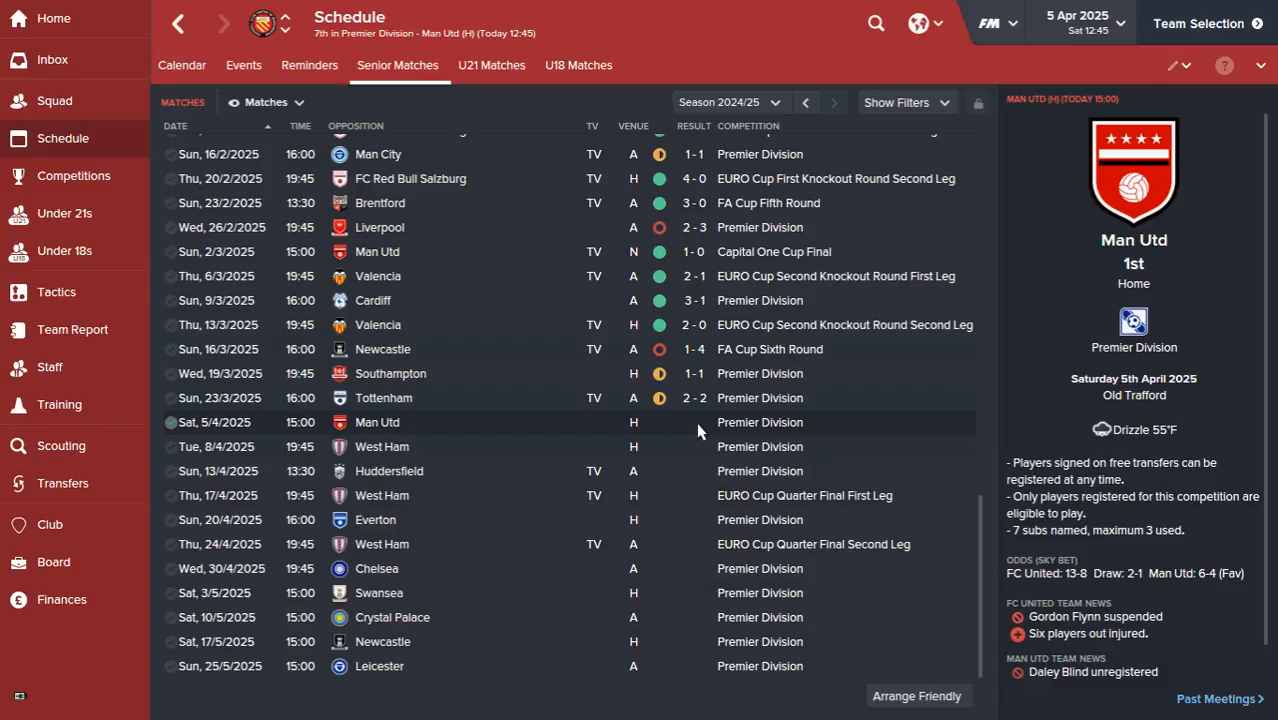 Home
Inbox
Squad
Schedule
Competitions
Under 21s
U21
Under 18s
U18
Tactics
Team Report
Staff
Training
Scouting
Transfers
Club
Board
Finances
Schedule
7th in Premier Division - Man Utd (H) (Today 12:45)
FM
5 Apr 2025
Sat 12:45
Team Selection
Calendar
Events
Reminders
Senior Matches
U21 Matches
U18 Matches
MATCHES
Matches
Season 2024/25
Show Filters
DATE TIME OPPOSITION TV VENUE RESULT COMPETITION
Sun, 16/2/2025 16:00 Man City TV A 1-1 Premier Division
Thu, 20/2/2025 19:45 FC Red Bull Salzburg TV H 4-0 EURO Cup First Knockout Round Second Leg
Sun, 23/2/2025 13:30 Brentford TV A 3-0 FA Cup Fifth Round
Wed, 26/2/2025 19:45 Liverpool A 2-3 Premier Division
Sun, 2/3/2025 15:00 Man Utd TV N 1-0 Capital One Cup Final
Thu, 6/3/2025 19:45 Valencia TV A 2-1 EURO Cup Second Knockout Round First Leg
Sun, 9/3/2025 16:00 Cardiff A 3-1 Premier Division
Thu, 13/3/2025 19:45 Valencia TV H 2-0 EURO Cup Second Knockout Round Second Leg
Sun, 16/3/2025 16:00 Newcastle TV A 1-4 FA Cup Sixth Round
Wed, 19/3/2025 19:45 Southampton H 1-1 Premier Division
Sun, 23/3/2025 16:00 Tottenham TV A 2-2 Premier Division
Sat, 5/4/2025 15:00 Man Utd H Premier Division
Tue, 8/4/2025 19:45 West Ham H Premier Division
Sun, 13/4/2025 13:30 Huddersfield TV A Premier Division
Thu, 17/4/2025 19:45 West Ham TV H EURO Cup Quarter Final First Leg
Sun, 20/4/2025 16:00 Everton H Premier Division
Thu, 24/4/2025 19:45 West Ham TV A EURO Cup Quarter Final Second Leg
Wed, 30/4/2025 19:45 Chelsea A Premier Division
Sat, 3/5/2025 15:00 Swansea H Premier Division
Sat, 10/5/2025 15:00 Crystal Palace A Premier Division
Sat, 17/5/2025 15:00 Newcastle H Premier Division
Sun, 25/5/2025 15:00 Leicester A Premier Division
Arrange Friendly
MAN UTD (H) (TODAY 15:00)
Man Utd
1st
Home
Premier Division
Saturday 5th April 2025
Old Trafford
Drizzle 55°F
- Players signed on free transfers can be
registered at any time.
- Only players registered for this competition are
eligible to play.
- 7 subs named, maximum 3 used.
ODDS (SKY BET)
FC United: 13-8 Draw: 2-1 Man Utd: 6-4 (Fav)
FC UNITED TEAM NEWS
Gordon Flynn suspended
Six players out injured.
MAN UTD TEAM NEWS
Daley Blind unregistered
Past Meetings >